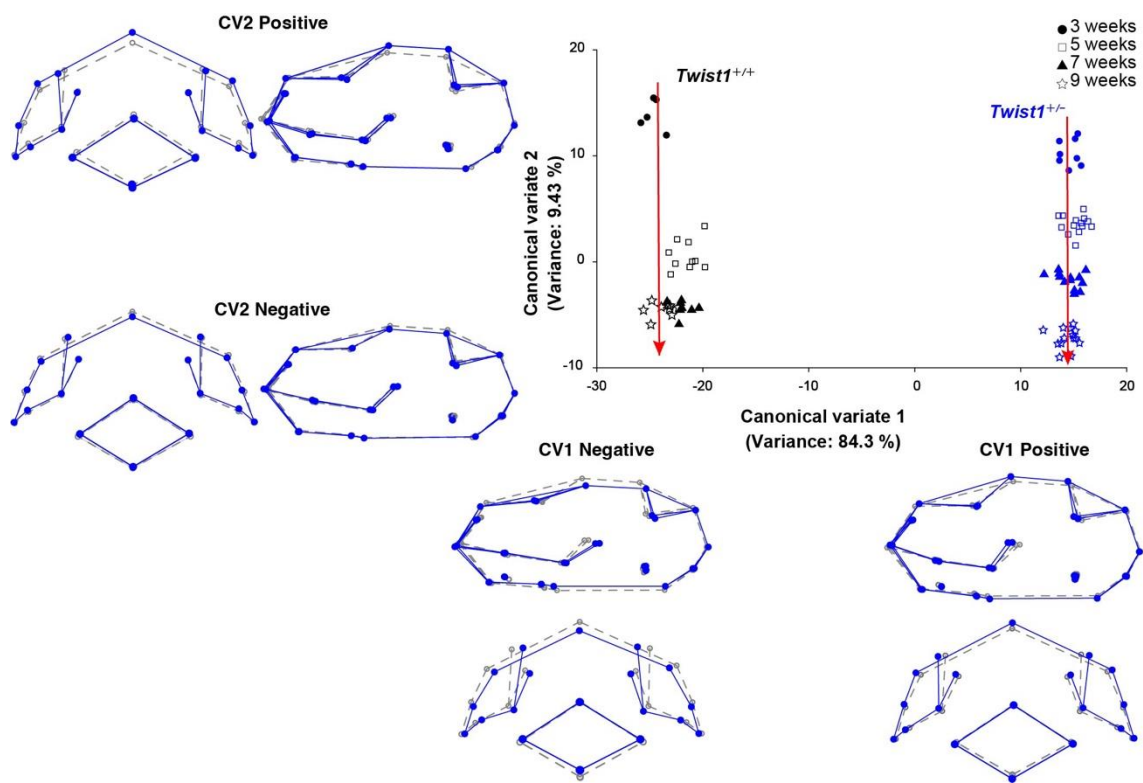 CV2 Positive
CV2 Negative
3 weeks
5 weeks
7 weeks
9 weeks
Twist1+/+
Twist1+/-
20
10
0
-10
Canonical variate 2
(Variance: 9.43 %)
-30
-20
-10
0
10
20
Canonical variate 1
(Variance: 84.3 %)
CV1 Negative
CV1 Positive